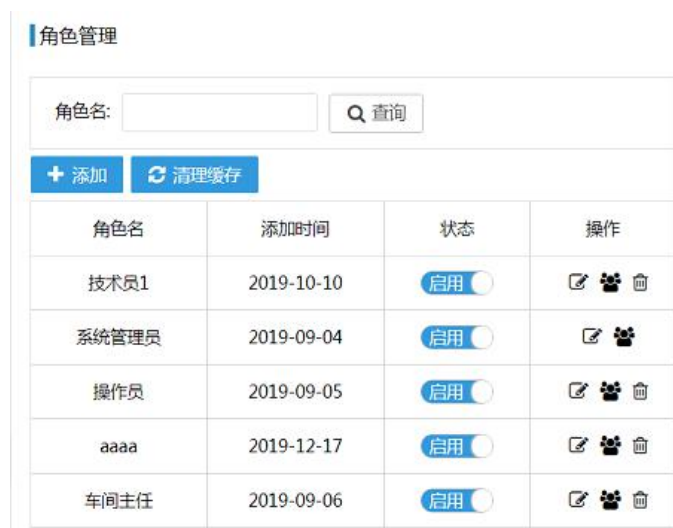 角色管理
角色名: 查询
添加 清理缓存
角色名 添加时间 状态 操作
技术员1 2019-10-10 启用
系统管理员 2019-09-04 启用
操作员 2019-09-05 启用
aaaa 2019-12-17 启用
车间主任 2019-09-06 启用